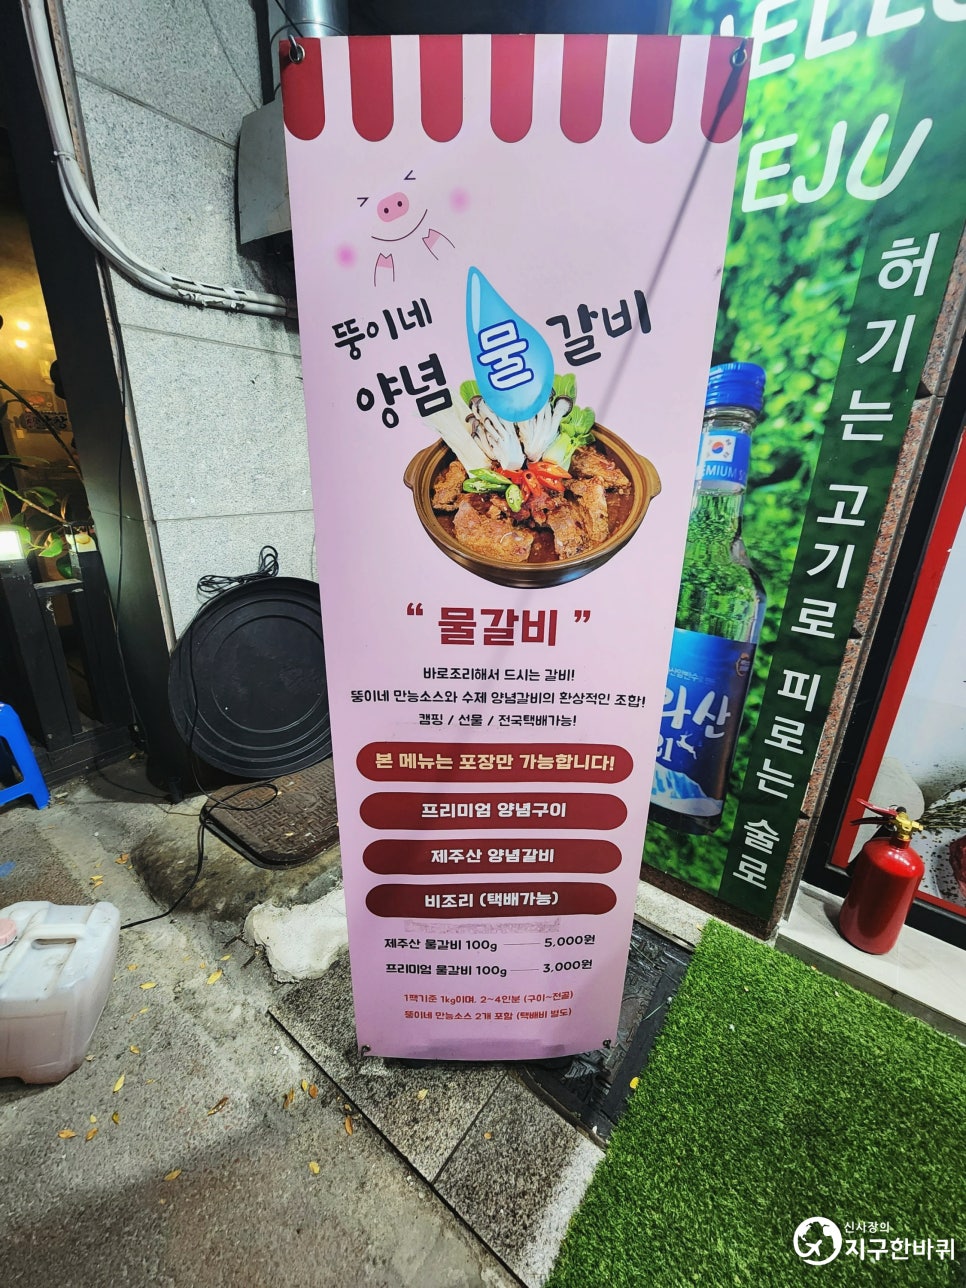 뚱이네
양념
물
갈비
“ 물갈비 ”
바로조리해서 드시는 갈비!
뚱이네 만능소스와 수제 양념갈비의 환상적인 조합!
캠핑 / 선물 / 전국택배가능!
본 메뉴는 포장만 가능합니다!
프리미엄 양념구이
제주산 양념갈비
비조리 (택배가능)
제주산 물갈비 100g 5,000원
프리미엄 물갈비 100g 3,000원
1팩기준 1kg이며, 2~4인분 (구이~전골)
뚱이네 만능소스 2개 포함 (택배비 별도)
EJU
허기는 고기로 피로는 술로
라산
21
신사장의
지구한바퀴